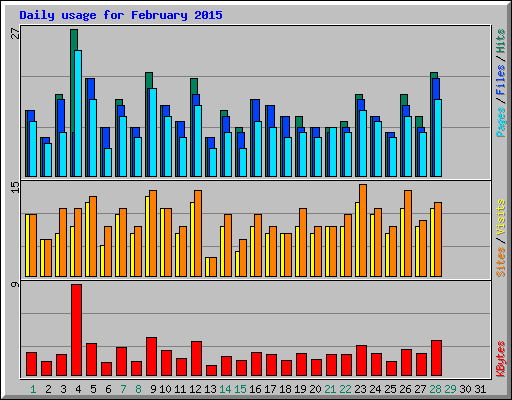 Daily usage for February 2015
27
Pages/Files/Hits
15
Sites/Visits
9
KBytes
1 2 3 4 5 6 7 8 9 10 11 12 13 14 15 16 17 18 19 20 21 22 23 24 25 26 27 28 29 30 31